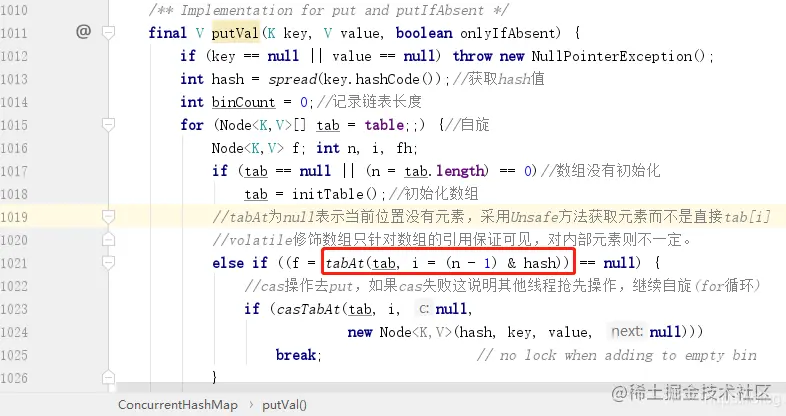 1010 /** Implementation for put and putIfAbsent */
1011 @ final V putVal(K key, V value, boolean onlyIfAbsent) {
1012 if (key == null || value == null) throw new NullPointerException();
1013 int hash = spread(key.hashCode());//获取hash值
1014 int binCount = 0;//记录链表长度
1015 for (Node<K,V>[] tab = table;;) {//自旋
1016 Node<K,V> f; int n, i, fh;
1017 if (tab == null || (n = tab.length) == 0)//数组没有初始化
1018 tab = initTable();//初始化数组
1019 //tabAt为null表示当前位置没有元素，采用Unsafe方法获取元素而不是直接tab[i]
1020 //volatile修饰数组只针对数组的引用保证可见，对内部元素则不一定。
1021 else if ((f = tabAt(tab, i = (n - 1) & hash)) == null) {
1022 //cas操作去put，如果cas失败这说明其他线程抢先操作，继续自旋(for循环)
1023 if (casTabAt(tab, i, c: null,
1024 new Node<K,V>(hash, key, value, next: null)))
1025 break; // no lock when adding to empty bin
1026 }
ConcurrentHashMap › putVal()
@稀土掘金技术社区